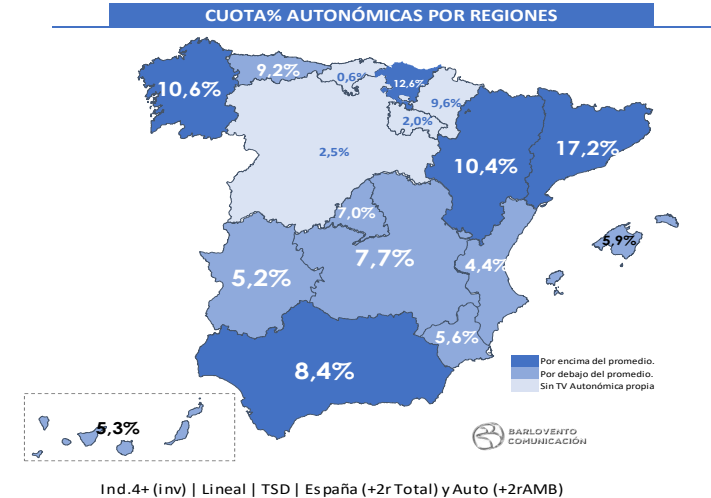 CUOTA% AUTONÓMICAS POR REGIONES
10,6%
9.2%
0,6%
12,6%
9,6%
2,0%
2,5%
10,4%
17,2%
7,0%
5,2%
7,7%
4,4%
5,9%
5,6%
8,4%
5,3%
Por encima del promedio.
Por debajo del promedio.
Sin TV Autonómica propia
BARLOVENTO
COMUNICACIÓN
Ind.4+ (inv) | Lineal | TSD | España (+2r Total) y Auto (+2rAMB)